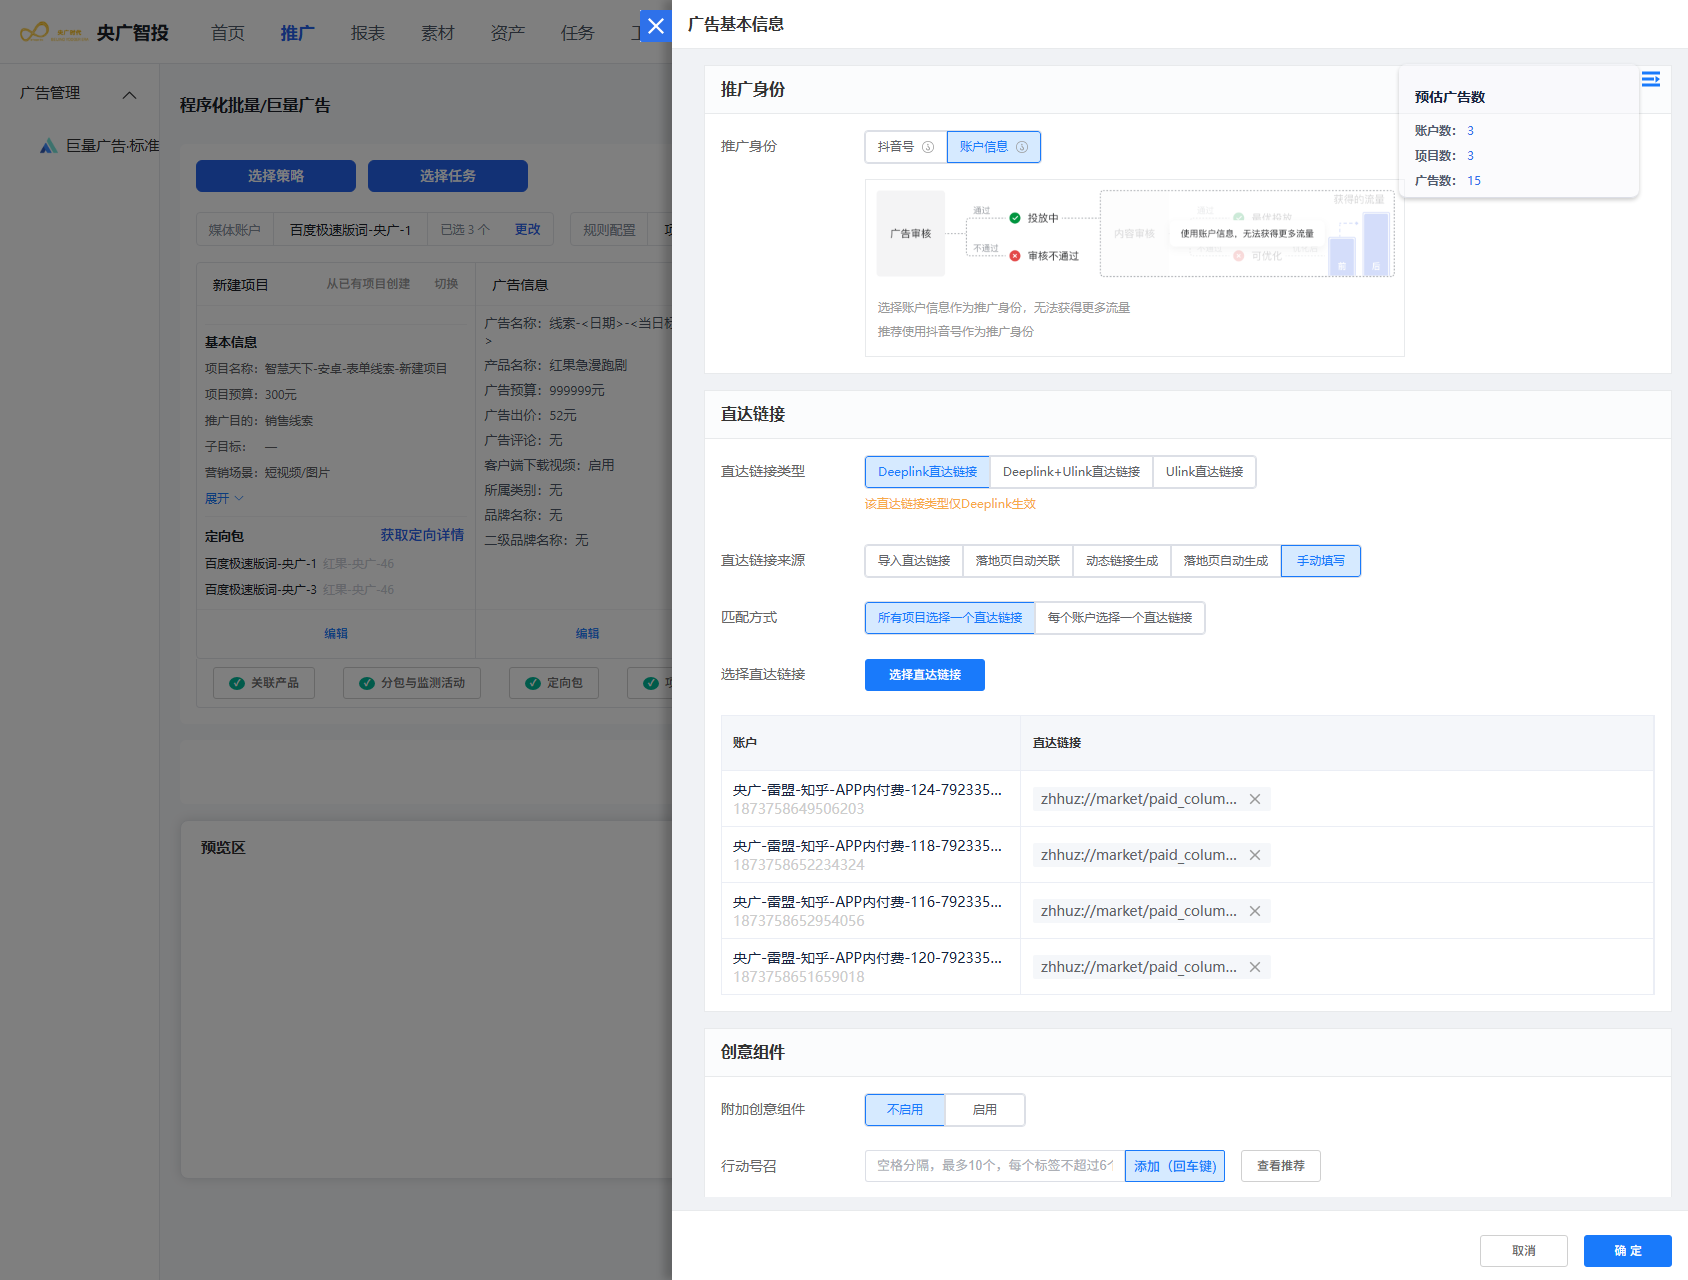 央广智投
首页
推广
报表
素材
资产
任务
广告管理
巨量广告·标准
程序化批量/巨量广告
选择策略
选择任务
媒体账户
百度极速版词-央广-1
已选 3 个
更改
规则配置
新建项目
从已有项目创建
切换
广告信息
基本信息
项目名称：智慧天下-安卓-表单线索-新建项目
项目预算：300元
推广目的：销售线索
子目标：—
营销场景：短视频/图片
展开
定向包
获取定向详情
百度极速版词-央广-1 红果-央广-46
百度极速版词-央广-3 红果-央广-46
编辑
广告名称：线索-<日期>-<当日标
>
产品名称：红果急漫跑剧
广告预算：999999元
广告出价：52元
广告评论：无
客户端下载视频：启用
所属类别：无
品牌名称：无
二级品牌名称：无
编辑
关联产品
分包与监测活动
定向包
预览区
广告基本信息
推广身份
推广身份
抖音号
账户信息
广告审核
通过
投放中
不通过
审核不通过
内容审核
通过
最优投放
使用账户信息，无法获得更多流量
可优化
获得的流量
前
后
选择账户信息作为推广身份，无法获得更多流量
推荐使用抖音号作为推广身份
预估广告数
账户数： 3
项目数： 3
广告数： 15
直达链接
直达链接类型
Deeplink直达链接
Deeplink+Ulink直达链接
Ulink直达链接
该直达链接类型仅Deeplink生效
直达链接来源
导入直达链接
落地页自动关联
动态链接生成
落地页自动生成
手动填写
匹配方式
所有项目选择一个直达链接
每个账户选择一个直达链接
选择直达链接
选择直达链接
账户
直达链接
央广-雷盟-知乎-APP内付费-124-792335...
1873758649506203
zhhuz://market/paid_colum...
央广-雷盟-知乎-APP内付费-118-792335...
1873758652234324
zhhuz://market/paid_colum...
央广-雷盟-知乎-APP内付费-116-792335...
1873758652954056
zhhuz://market/paid_colum...
央广-雷盟-知乎-APP内付费-120-792335...
1873758651659018
zhhuz://market/paid_colum...
创意组件
附加创意组件
不启用
启用
行动号召
空格分隔，最多10个，每个标签不超过6个
添加（回车键）
查看推荐
取消
确 定